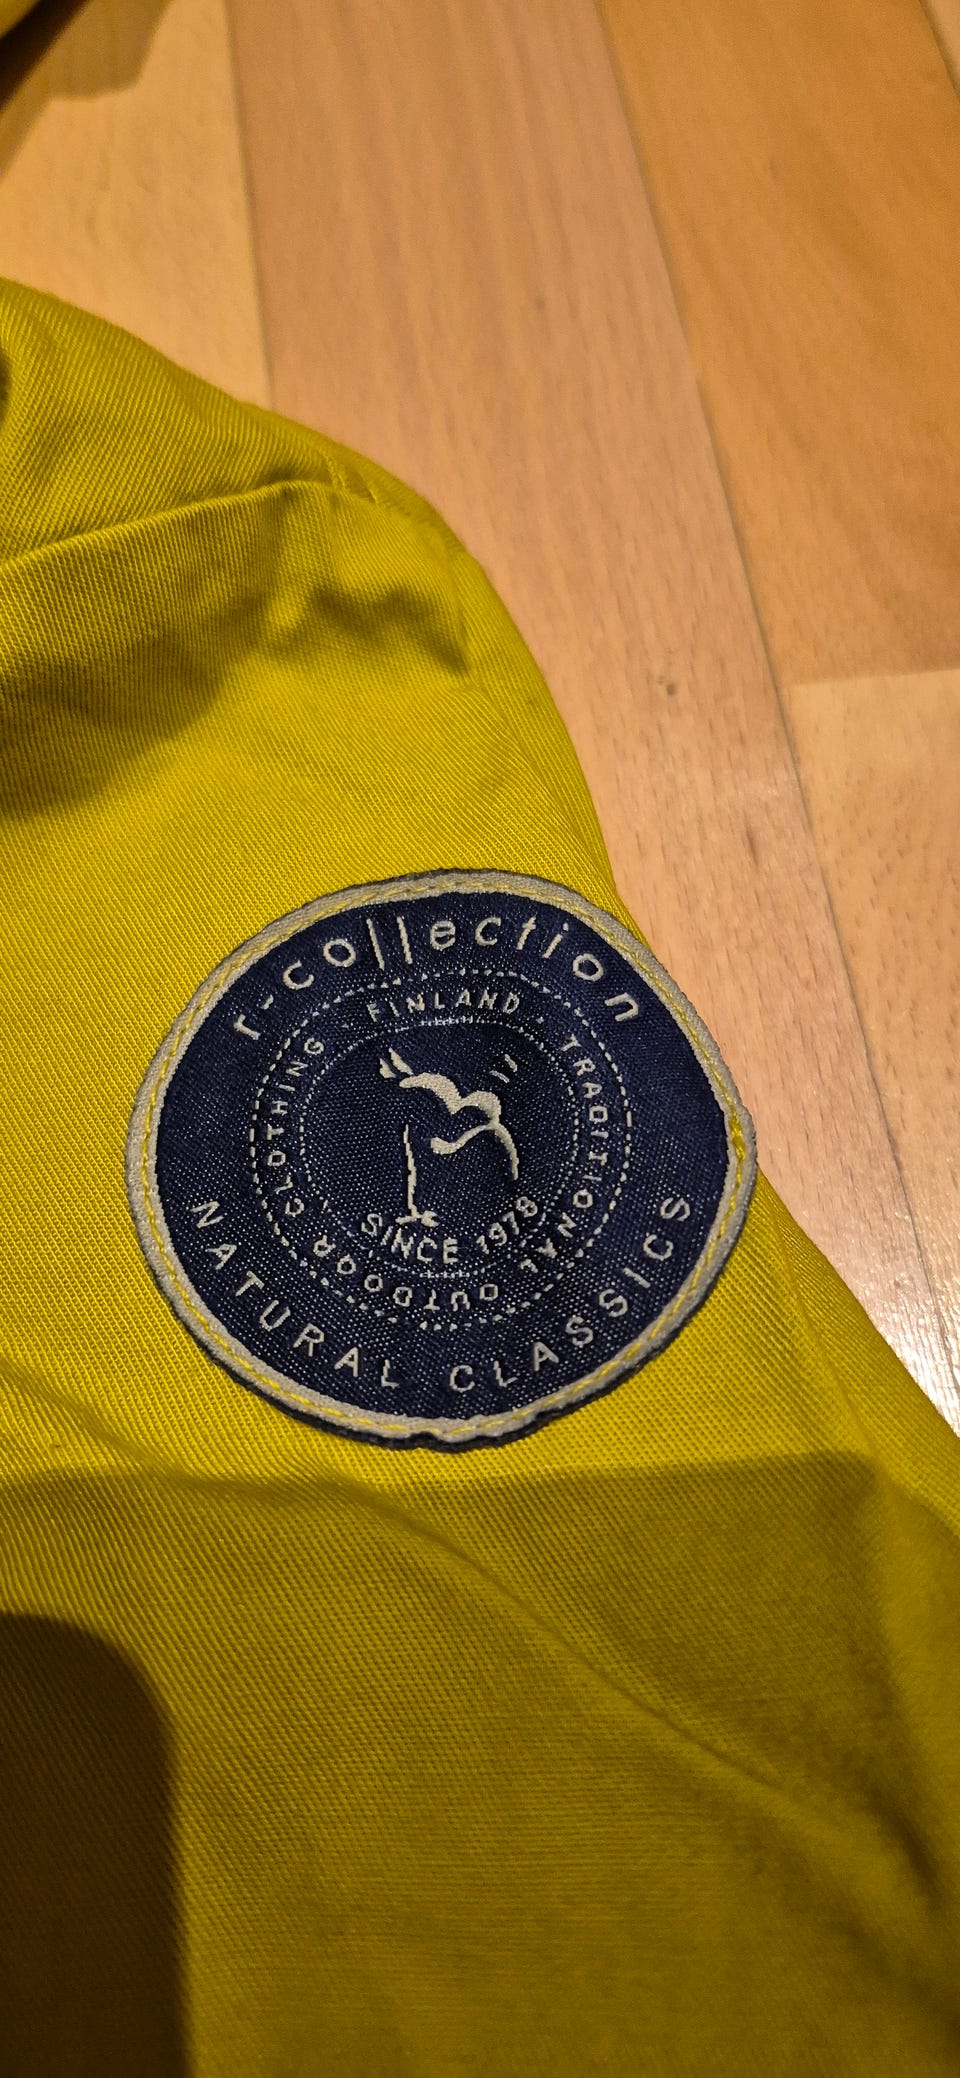 r-collection
FINLAND
TRADITIONAL OUTDOOR CLOTHING
SINCE 1978
NATURAL CLASSICS